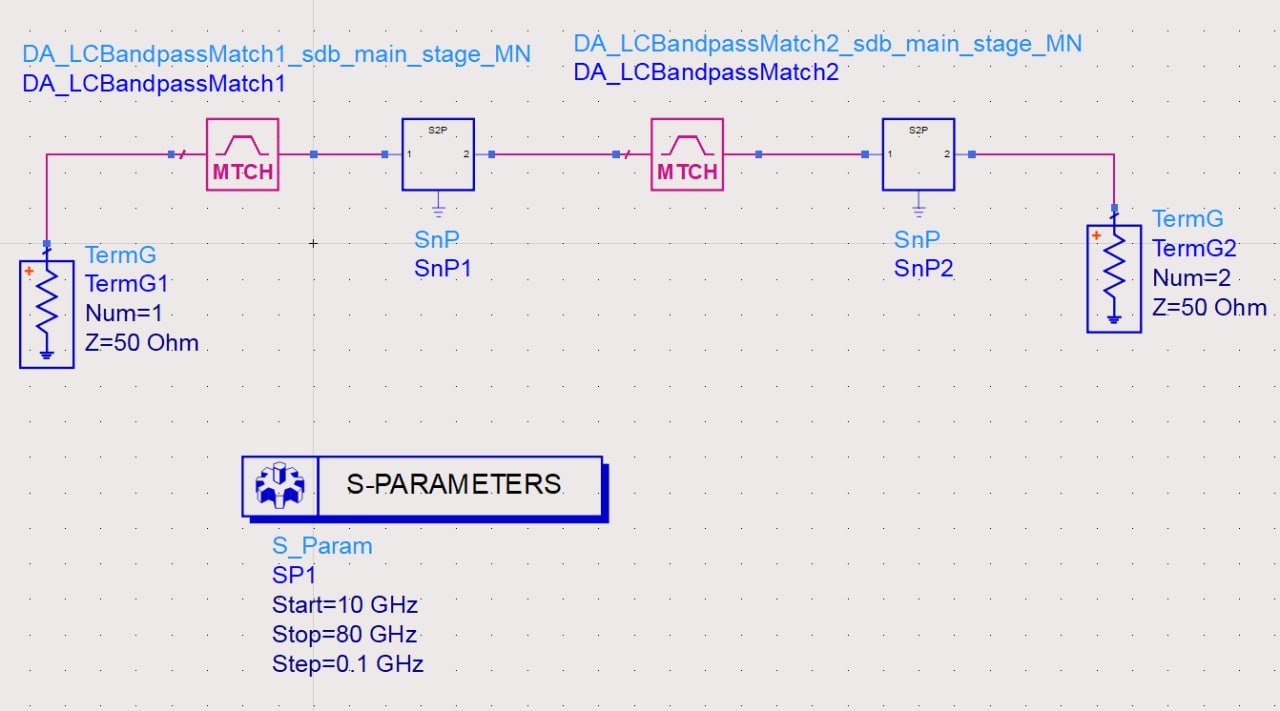 DA_LCBandpassMatch1_sdb_main_stage_MN
DA_LCBandpassMatch1
DA_LCBandpassMatch2_sdb_main_stage_MN
DA_LCBandpassMatch2
MTCH
S2P
1
2
SnP
SnP1
MTCH
S2P
1
2
SnP
SnP2
+
TermG
TermG1
Num=1
Z=50 Ohm
+
TermG
TermG2
Num=2
Z=50 Ohm
S-PARAMETERS
S_Param
SP1
Start=10 GHz
Stop=80 GHz
Step=0.1 GHz